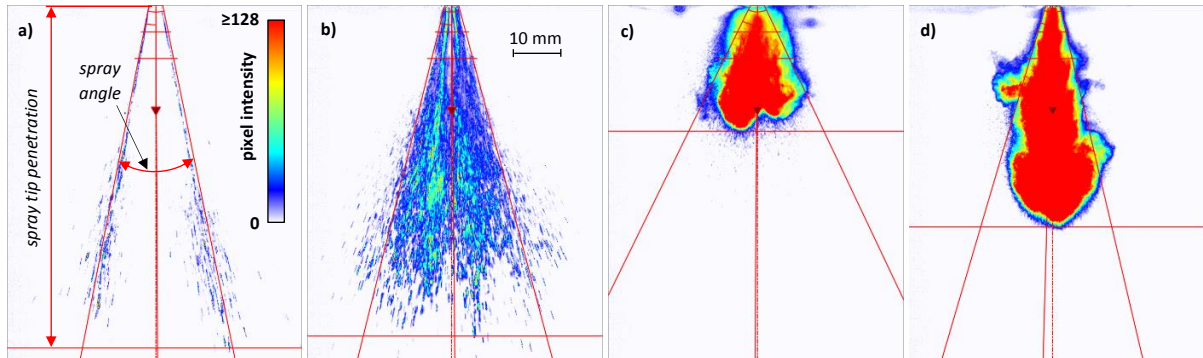 a)
≥128
pixel intensity
0
spray
angle
spray tip penetration
b)
10 mm
c)
d)